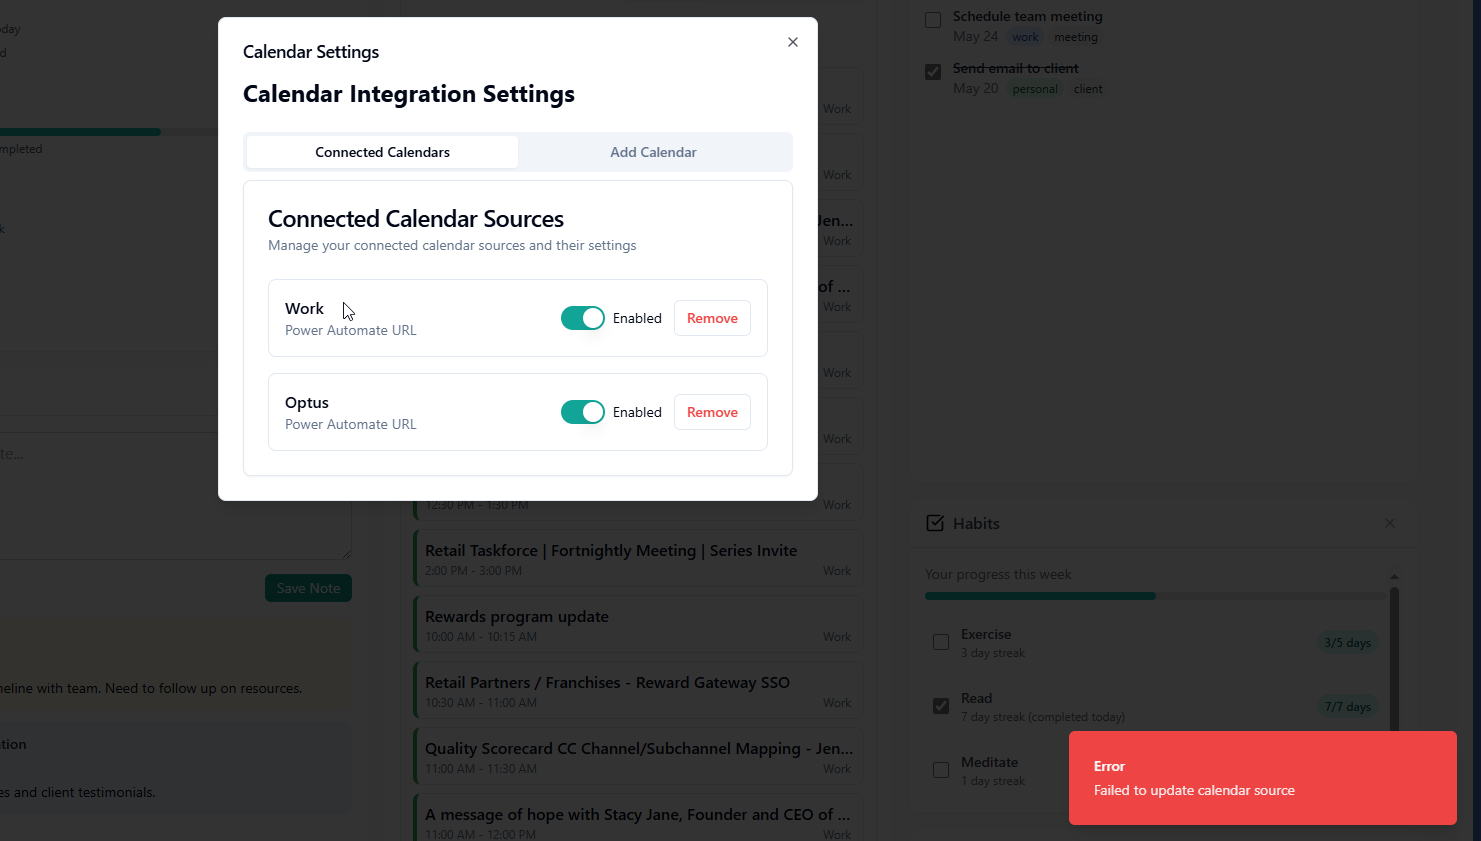 Calendar Settings
Calendar Integration Settings
Connected Calendars
Add Calendar
Connected Calendar Sources
Manage your connected calendar sources and their settings
Work
Power Automate URL
Enabled
Remove
Optus
Power Automate URL
Enabled
Remove
Work
Work
Jen...
Work
of ...
Work
Work
Work
12:30 PM - 1:30 PM
Work
Retail Taskforce | Fortnightly Meeting | Series Invite
2:00 PM - 3:00 PM
Work
Rewards program update
10:00 AM - 10:15 AM
Work
Retail Partners / Franchises - Reward Gateway SSO
10:30 AM - 11:00 AM
Work
Quality Scorecard CC Channel/Subchannel Mapping - Jen...
11:00 AM - 11:30 AM
Work
A message of hope with Stacy Jane, Founder and CEO of ...
11:00 AM - 12:00 PM
Work
oday
d
mpleted
k
te...
Save Note
neline with team. Need to follow up on resources.
tion
es and client testimonials.
Schedule team meeting
May 24 work meeting
Send email to client
May 20 personal client
Habits
Your progress this week
Exercise
3 day streak
3/5 days
Read
7 day streak (completed today)
7/7 days
Meditate
1 day streak
Error
Failed to update calendar source